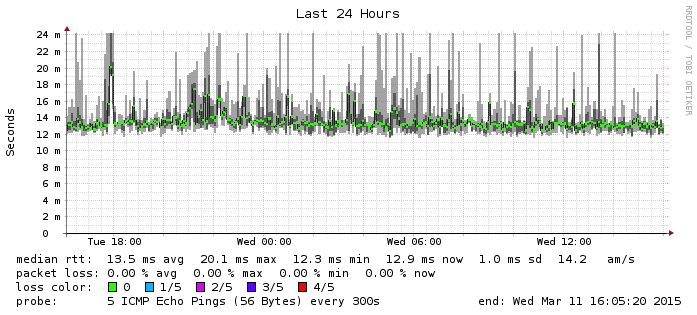 Last 24 Hours
RRDTOOL / TOBI OETIKER
Seconds
24 m
22 m
20 m
18 m
16 m
14 m
12 m
10 m
8 m
6 m
4 m
2 m
0
Tue 18:00 Wed 00:00 Wed 06:00 Wed 12:00
median rtt: 13.5 ms avg 20.1 ms max 12.3 ms min 12.9 ms now 1.0 ms sd 14.2 am/s
packet loss: 0.00 % avg 0.00 % max 0.00 % min 0.00 % now
loss color: 0 1/5 2/5 3/5 4/5
probe: 5 ICMP Echo Pings (56 Bytes) every 300s end: Wed Mar 11 16:05:20 2015